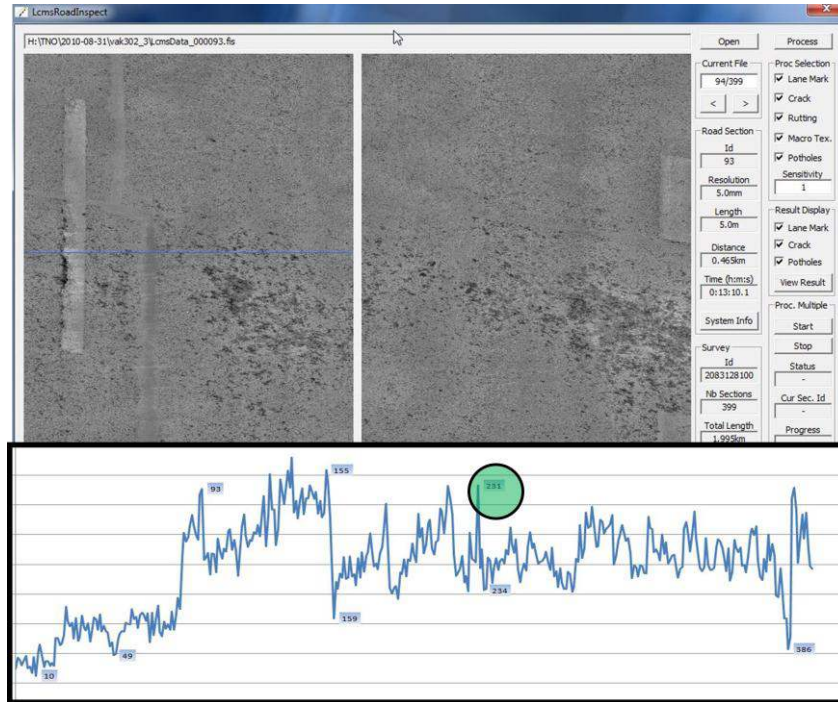 LcmsRoadInspect
H:\TNO\2010-08-31\vak302_3\LcmsData_000093.fis
Open
Process
Current File
94/399
<
>
Road Section
Id
93
Resolution
5.0mm
Length
5.0m
Distance
0.465km
Time (h:m:s)
0:13:10.1
System Info
Survey
Id
2083128100
Nb Sections
399
Total Length
1.995km
Proc Selection
Lane Mark
Crack
Rutting
Macro Tex.
Potholes
Sensitivity
1
Result Display
Lane Mark
Crack
Potholes
View Result
Proc. Multiple
Start
Stop
Status
-
Cur Sec. Id
-
Progress
10
49
93
155
159
231
234
386